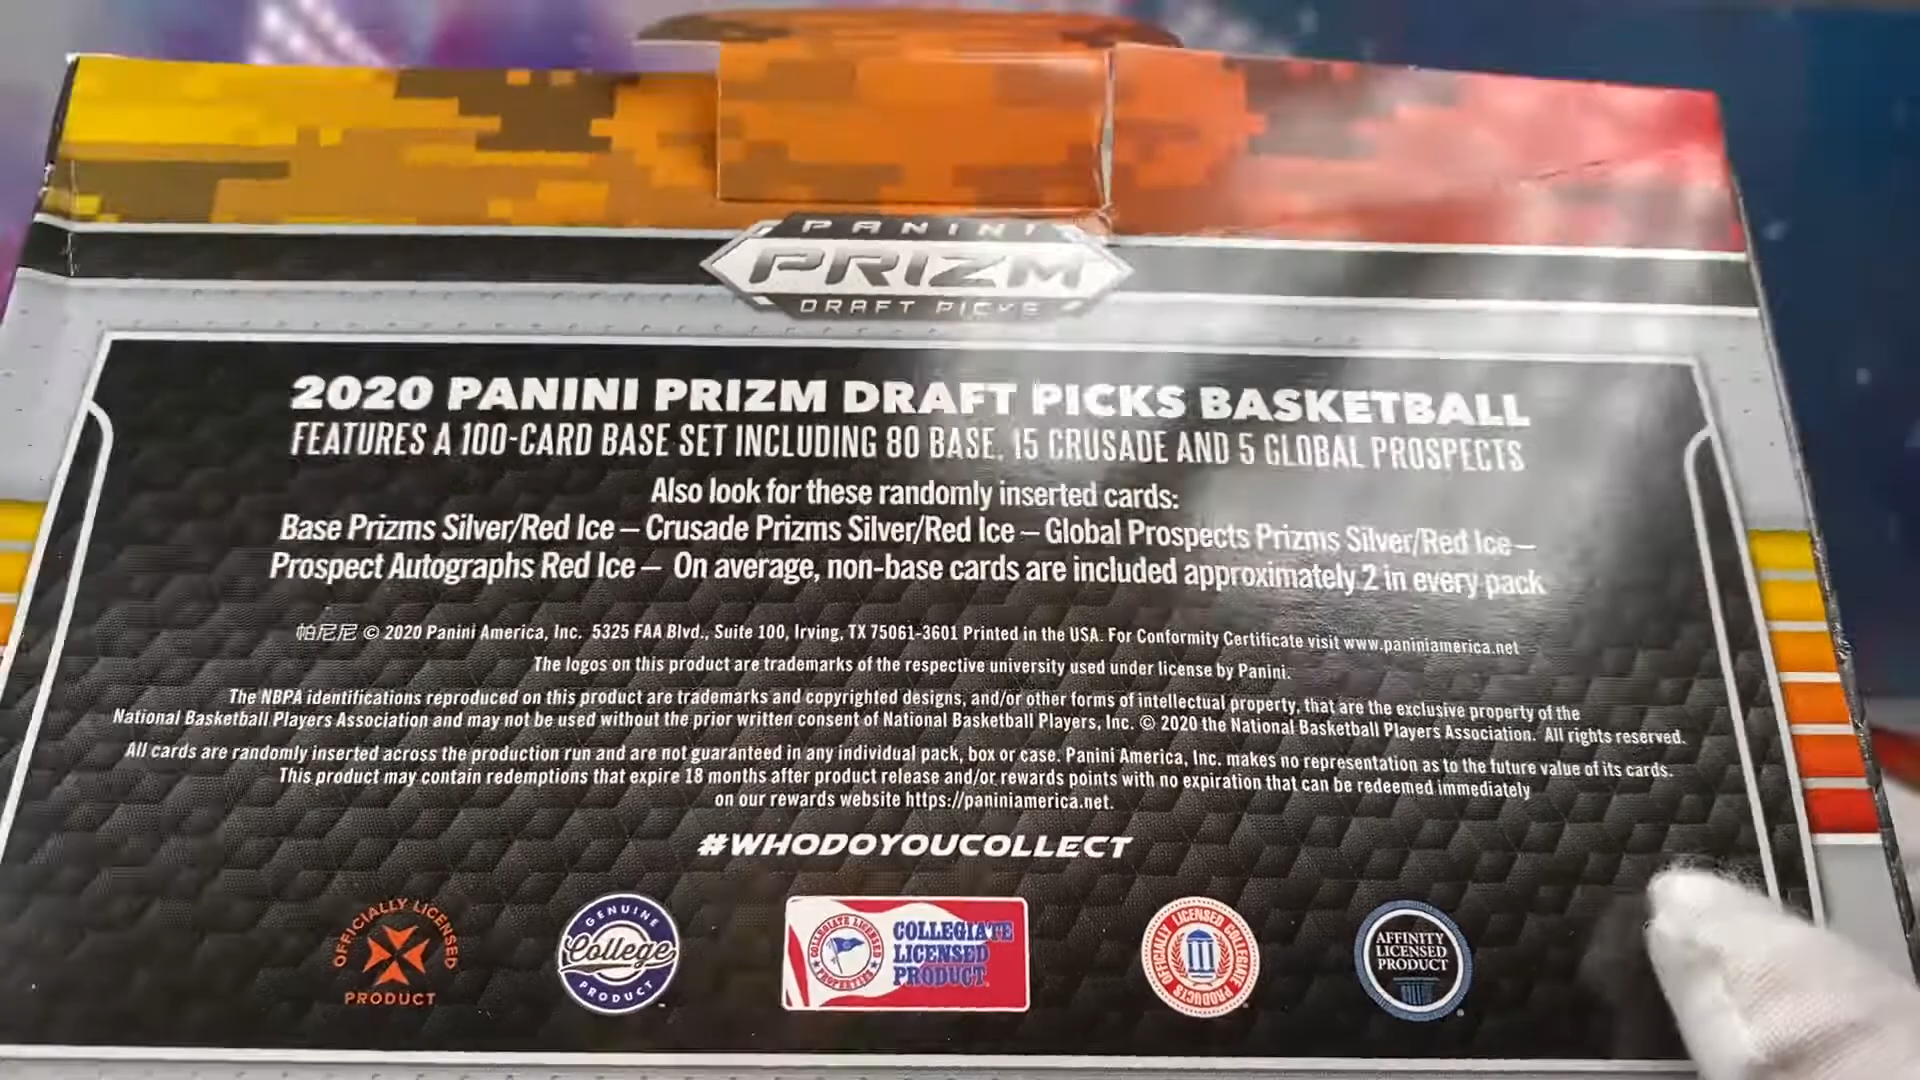 PANINI
PRIZM
DRAFT PICKS
2020 PANINI PRIZM DRAFT PICKS BASKETBALL
FEATURES A 100-CARD BASE SET INCLUDING 80 BASE, 15 CRUSADE AND 5 GLOBAL PROSPECTS
Also look for these randomly inserted cards:
Base Prizms Silver/Red Ice – Crusade Prizms Silver/Red Ice – Global Prospects Prizms Silver/Red Ice –
Prospect Autographs Red Ice – On average, non-base cards are included approximately 2 in every pack
帕尼尼 © 2020 Panini America, Inc. 5325 FAA Blvd., Suite 100, Irving, TX 75061-3601 Printed in the USA. For Conformity Certificate visit www.paniniamerica.net
The logos on this product are trademarks of the respective university used under license by Panini.
The NBPA identifications reproduced on this product are trademarks and copyrighted designs, and/or other forms of intellectual property, that are the exclusive property of the
National Basketball Players Association and may not be used without the prior written consent of National Basketball Players, Inc. © 2020 the National Basketball Players Association. All rights reserved.
All cards are randomly inserted across the production run and are not guaranteed in any individual pack, box or case. Panini America, Inc. makes no representation as to the future value of its cards.
This product may contain redemptions that expire 18 months after product release and/or rewards points with no expiration that can be redeemed immediately
on our rewards website https://paniniamerica.net.
#WHODOYOUCOLLECT
OFFICIALLY LICENSED
PRODUCT
GENUINE
College
PRODUCT
COLLEGIATE LICENSED
PROPERTIES
COLLEGIATE
LICENSED
PRODUCT
OFFICIALLY LICENSED COLLEGIATE PRODUCTS
AFFINITY
LICENSED
PRODUCT